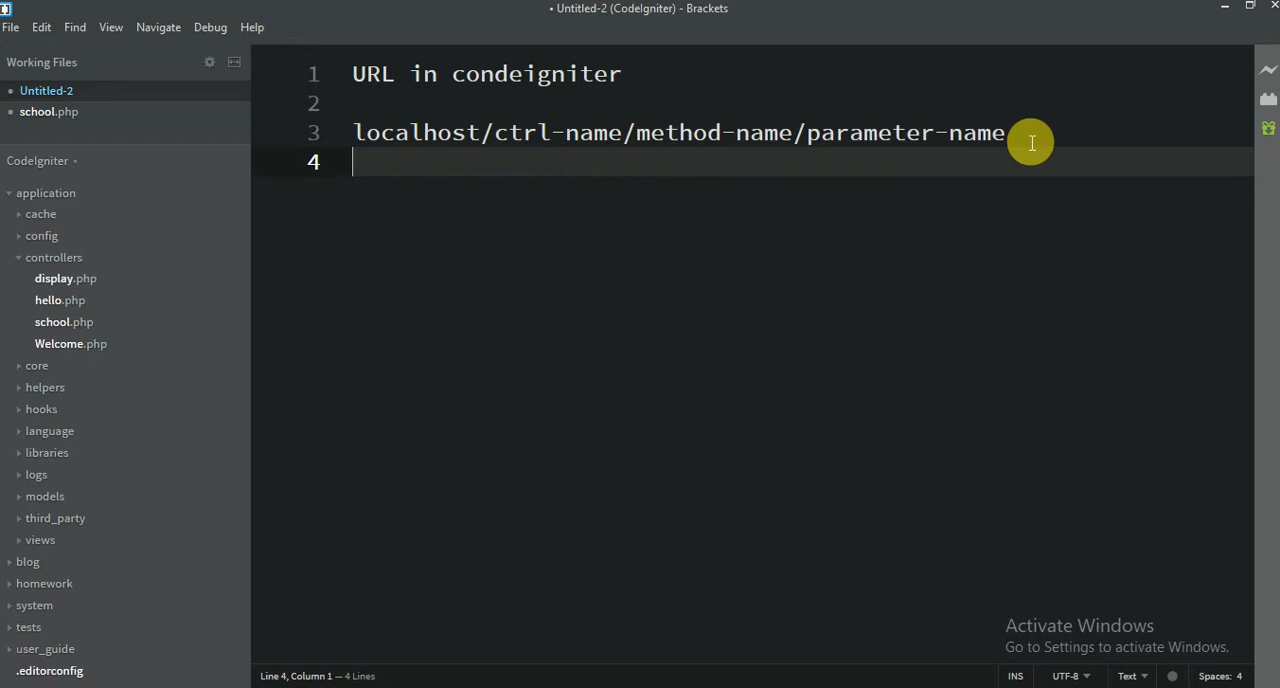 • Untitled-2 (CodeIgniter) - Brackets
File Edit Find View Navigate Debug Help
Working Files
• Untitled-2
• school.php
CodeIgniter
application
cache
config
controllers
display.php
hello.php
school.php
Welcome.php
core
helpers
hooks
language
libraries
logs
models
third_party
views
blog
homework
system
tests
user_guide
.editorconfig
1 URL in condeigniter
2
3 localhost/ctrl-name/method-name/parameter-name
4
Activate Windows
Go to Settings to activate Windows.
Line 4, Column 1 — 4 Lines
INS UTF-8 Text Spaces: 4